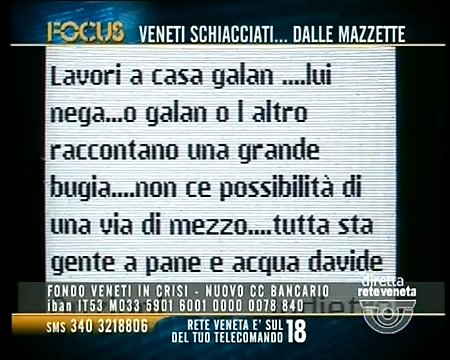 FOCUS VENETI SCHIACCIATI... DALLE MAZZETTE
Lavori a casa galan ....lui
nega...o galan o l altro
raccontano una grande
bugia....non ce possibilità di
una via di mezzo....tutta sta
gente a pane e acqua davide
diretta
reteveneta
FONDO VENETI IN CRISI - NUOVO CC BANCARIO
iban IT53 M033 5901 6001 0000 0078 840
SMS 340 3218806
RETE VENETA E' SUL
DEL TUO TELECOMANDO 18